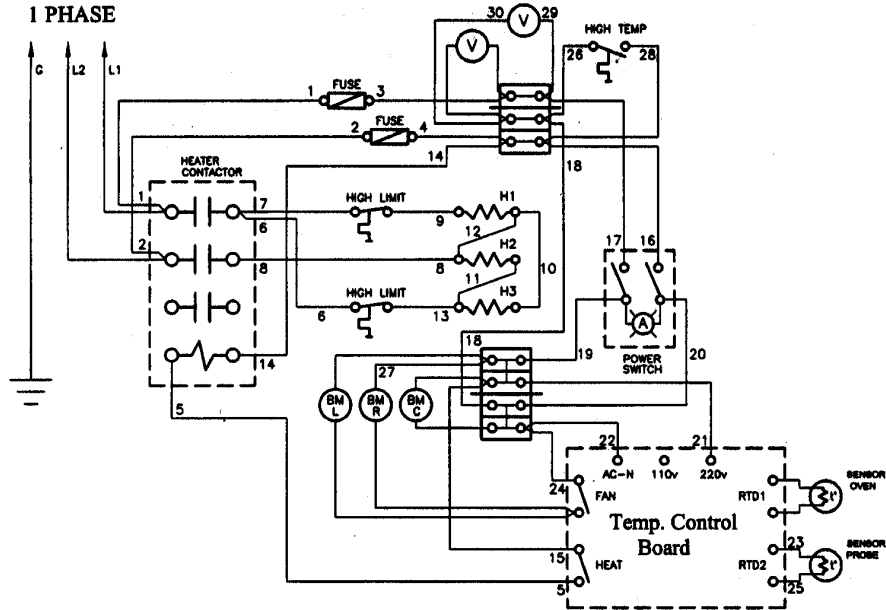 1 PHASE
30
29
V
V
HIGH TEMP
26
28
G
L2
L1
FUSE
1
3
FUSE
2
4
14
18
HEATER
CONTACTOR
1
7
HIGH LIMIT
H1
6
9
12
17
16
2
8
8
H2
10
11
HIGH LIMIT
H3
6
13
A
18
19
20
POWER
SWITCH
14
27
5
BM
L
BM
R
BM
C
22
21
AC-N
110v
220v
24
FAN
RTD1
SENSOR
OVEN
t°
Temp. Control
Board
15
HEAT
5
RTD2
23
25
SENSOR
PROBE
t°